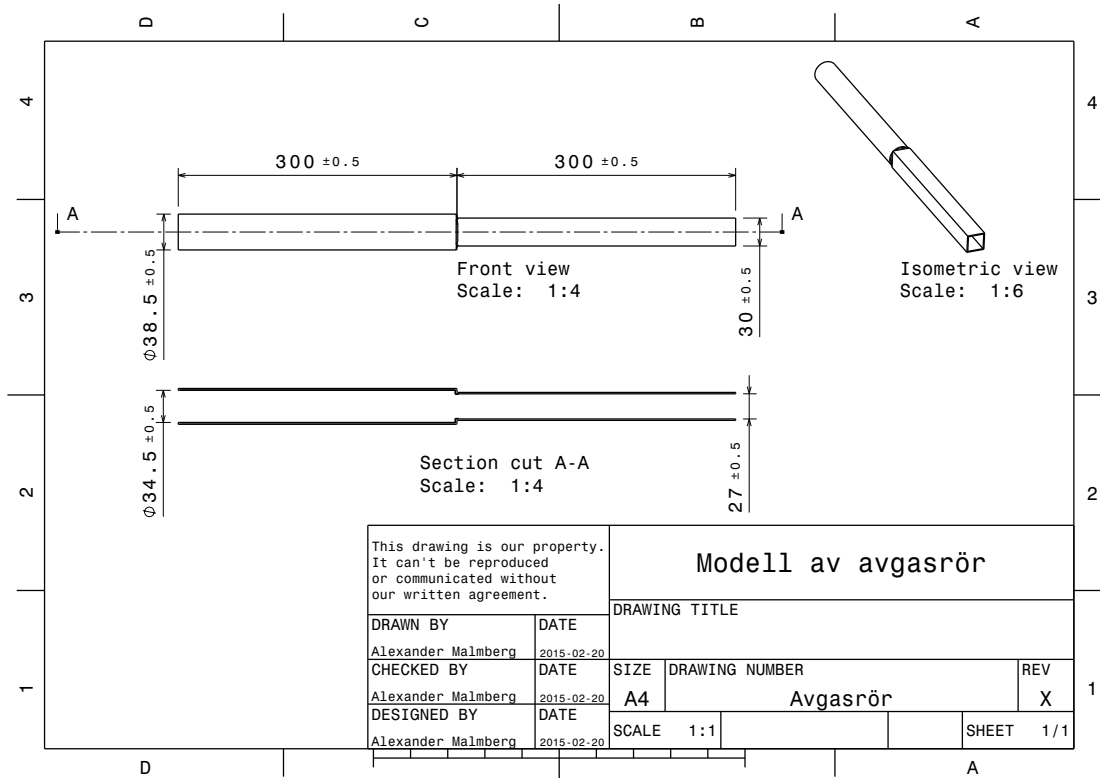 D
C
B
A
4
4
300 ±0.5
300 ±0.5
A
A
Front view
Scale: 1:4
Isometric view
Scale: 1:6
3
3
Φ38.5 ±0.5
30 ±0.5
Φ34.5 ±0.5
27 ±0.5
Section cut A-A
Scale: 1:4
2
2
This drawing is our property.
It can't be reproduced
or communicated without
our written agreement.
Modell av avgasrör
DRAWING TITLE
DRAWN BY
DATE
Alexander Malmberg
2015-02-20
CHECKED BY
DATE
SIZE
DRAWING NUMBER
REV
Alexander Malmberg
2015-02-20
A4
Avgasrör
X
1
1
DESIGNED BY
DATE
Alexander Malmberg
2015-02-20
SCALE 1:1
SHEET 1/1
D
A